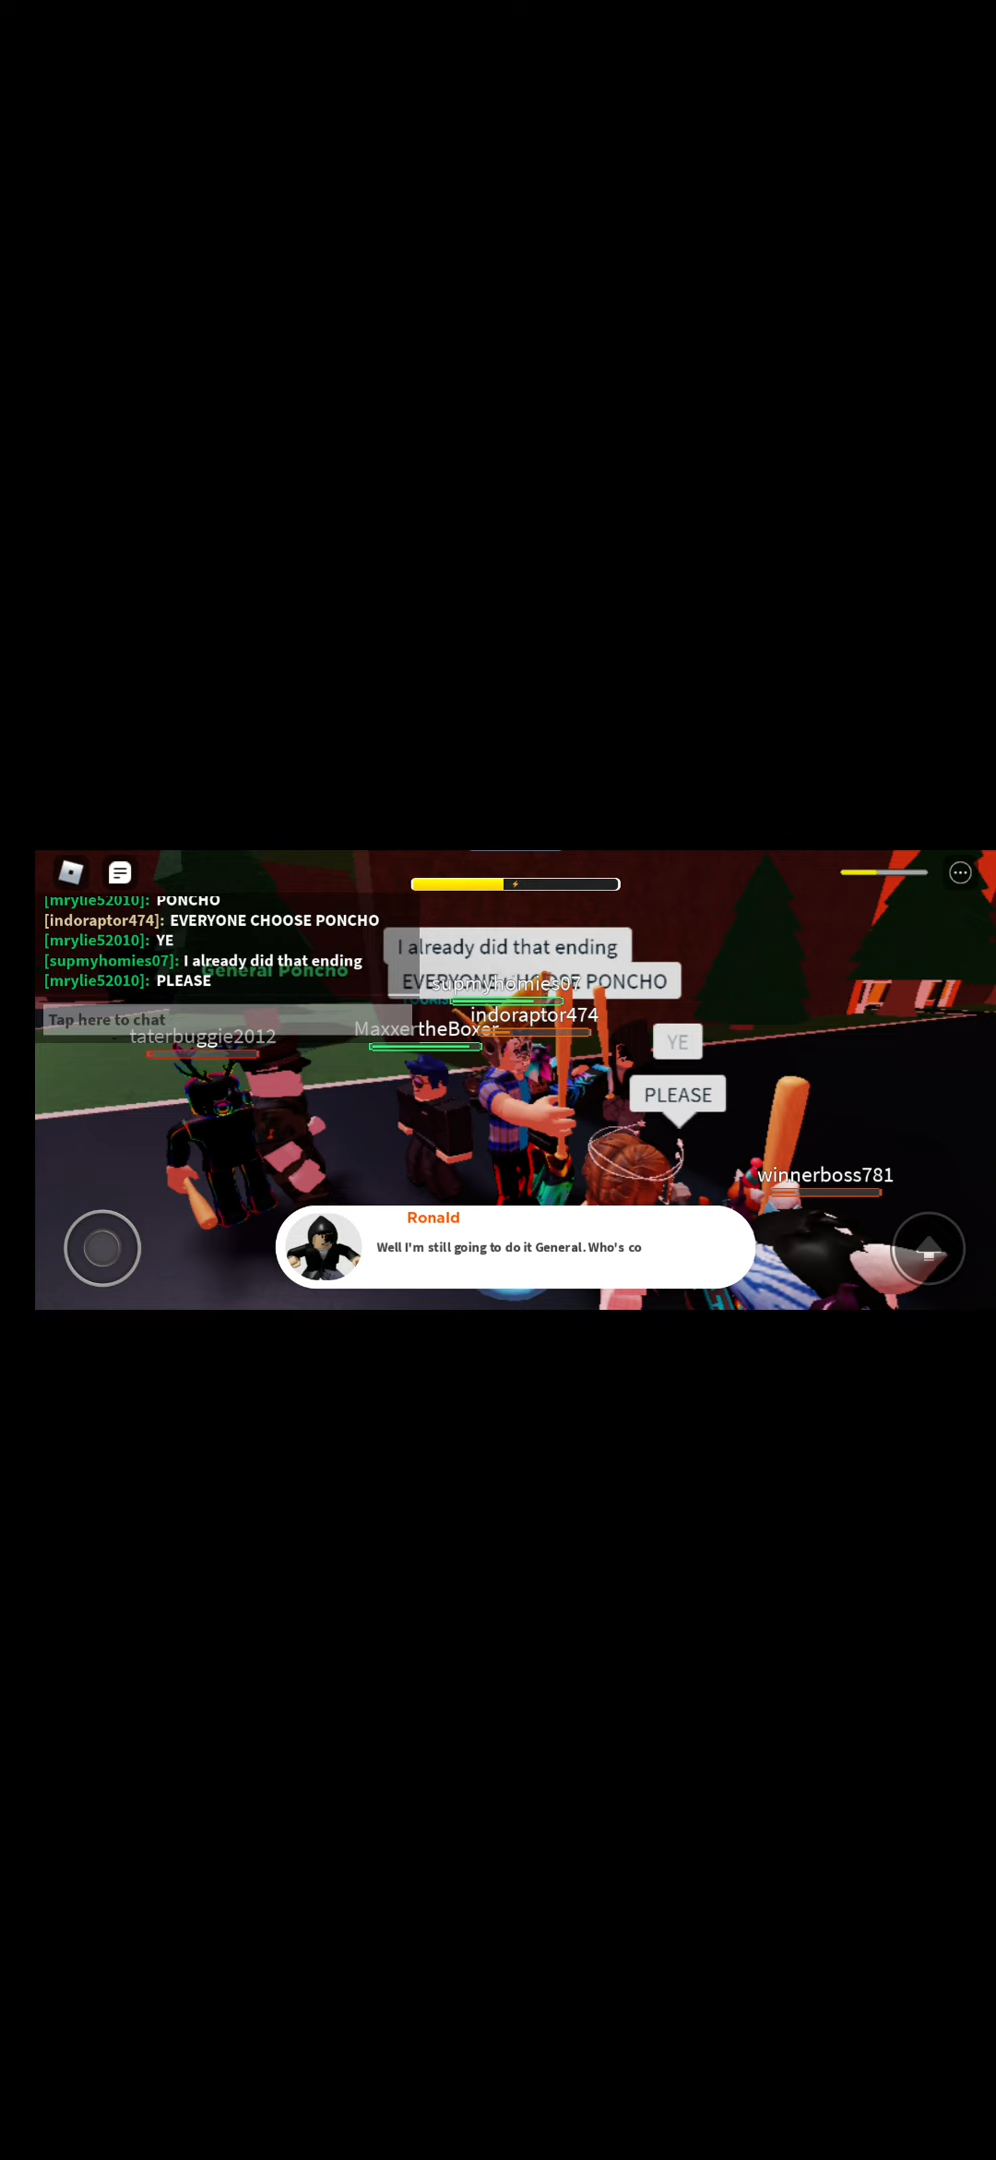 [mrylie52010]: PONCHO
[indoraptor474]: EVERYONE CHOOSE PONCHO
[mrylie52010]: YE
[supmyhomies07]: I already did that ending
General Poncho
[mrylie52010]: PLEASE
Tap here to chat
I already did that ending
EVERYONE CHOOSE PONCHO
supmyhomies07
indoraptor474
MaxxertheBoxer
taterbuggie2012
YE
PLEASE
winnerboss781
Ronald
Well I'm still going to do it General. Who's co